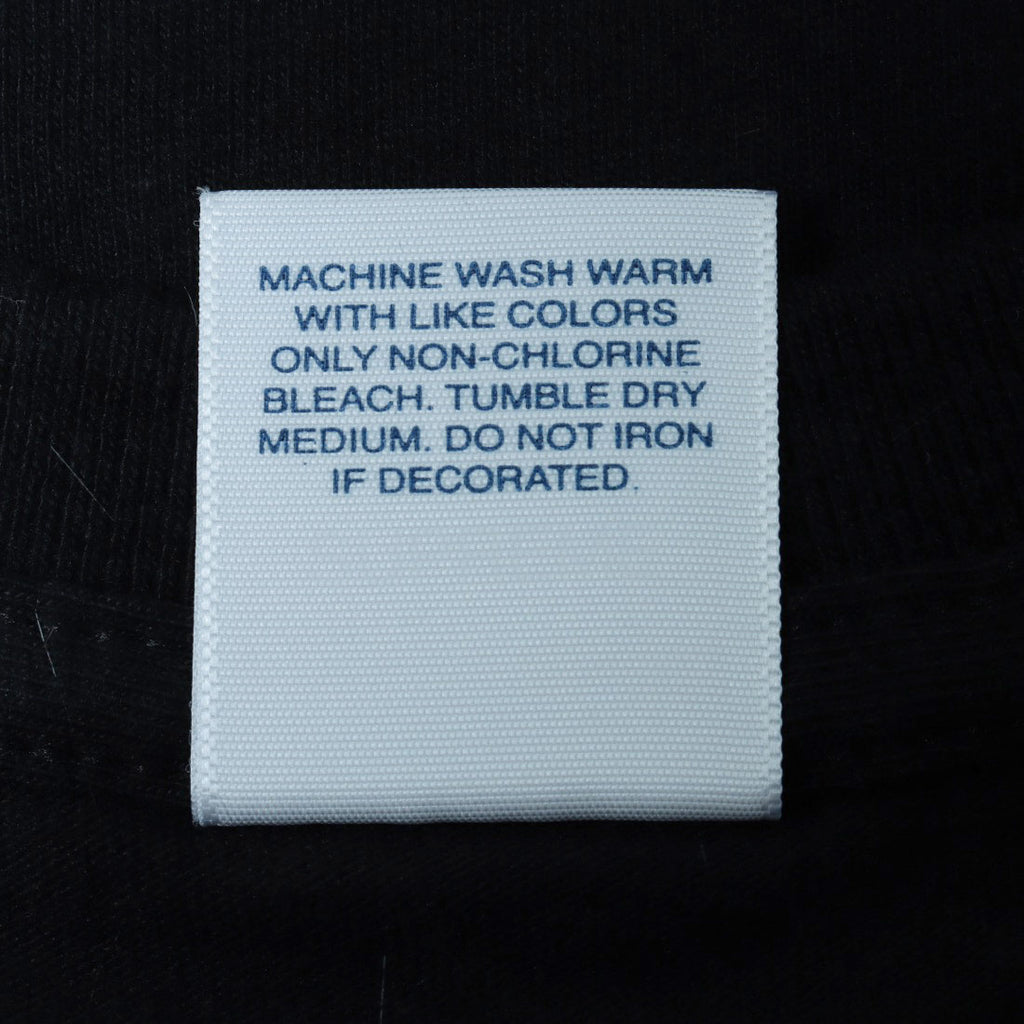 MACHINE WASH WARM
WITH LIKE COLORS
ONLY NON-CHLORINE
BLEACH. TUMBLE DRY
MEDIUM. DO NOT IRON
IF DECORATED.